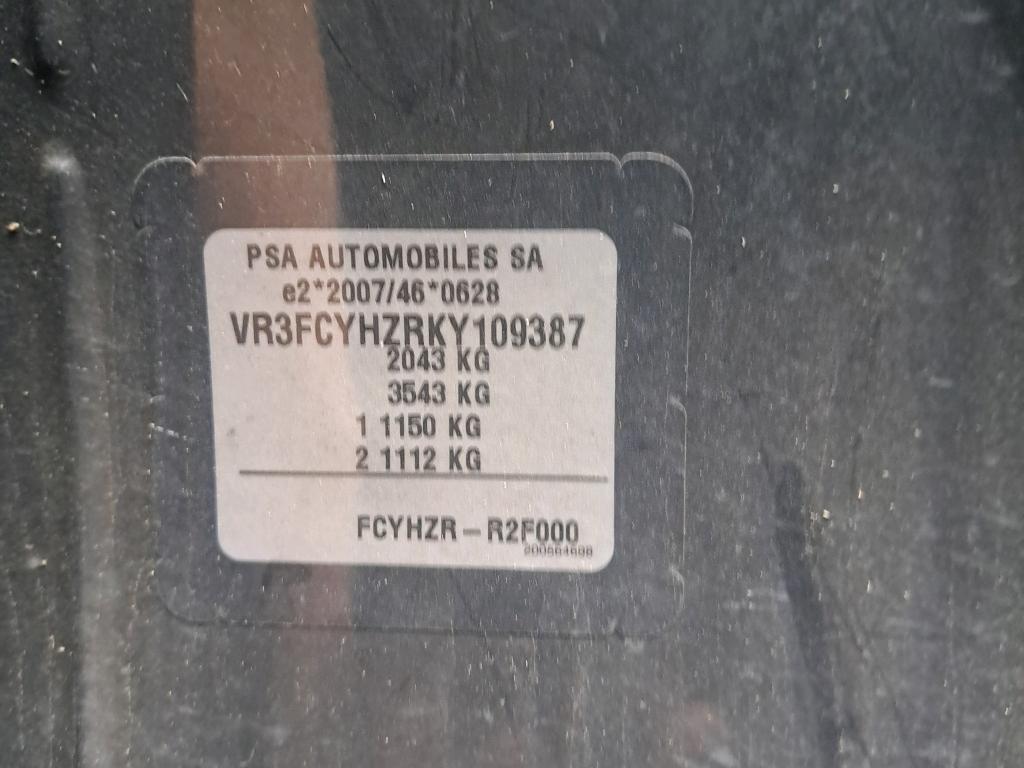 PSA AUTOMOBILES SA
e2*2007/46*0628
VR3FCYHZRKY109387
2043 KG
3543 KG
1 1150 KG
2 1112 KG
FCYHZR – R2F000